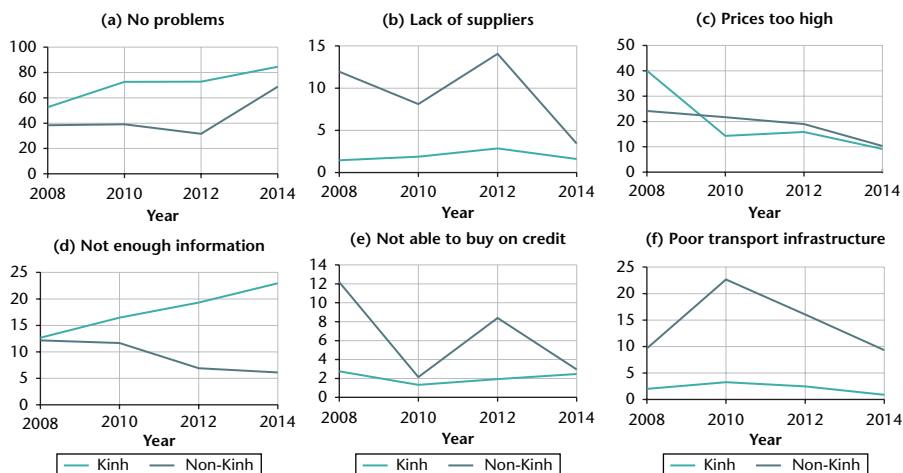 (a) No problems
100
80
60
40
20
0
2008 2010 2012 2014
Year
(b) Lack of suppliers
15
10
5
0
2008 2010 2012 2014
Year
(c) Prices too high
50
40
30
20
10
0
2008 2010 2012 2014
Year
(d) Not enough information
25
20
15
10
5
0
2008 2010 2012 2014
Year
Kinh Non-Kinh
(e) Not able to buy on credit
14
12
10
8
6
4
2
0
2008 2010 2012 2014
Year
Kinh Non-Kinh
(f) Poor transport infrastructure
25
20
15
10
5
0
2008 2010 2012 2014
Year
Kinh Non-Kinh